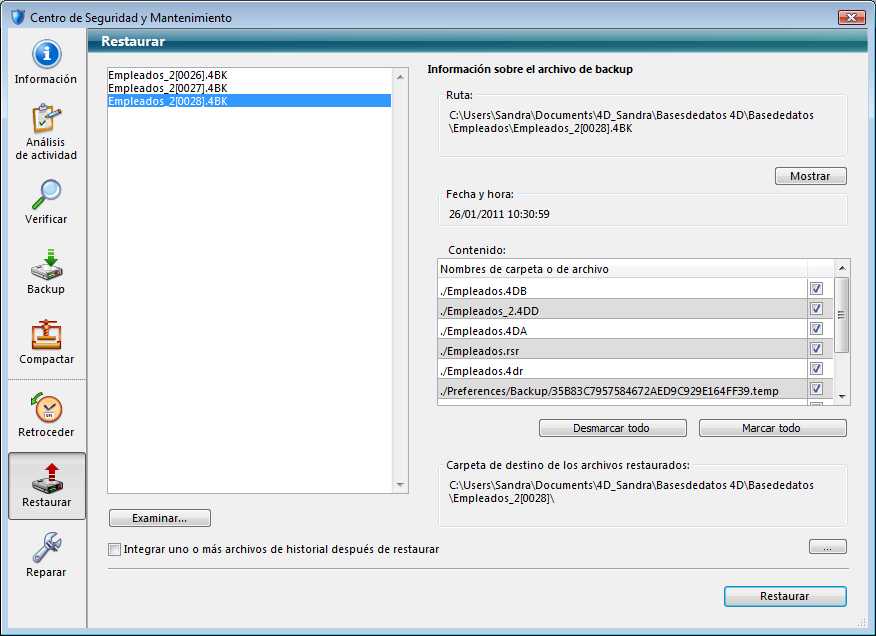 Centro de Seguridad y Mantenimiento
Información
Análisis
de actividad
Verificar
Backup
Compactar
Retroceder
Restaurar
Reparar
Restaurar
Empleados_2[0026].4BK
Empleados_2[0027].4BK
Empleados_2[0028].4BK
Examinar...
Integrar uno o más archivos de historial después de restaurar
Información sobre el archivo de backup
Ruta:
C:\Users\Sandra\Documents\4D_Sandra\Basesdedatos 4D\Basededatos
\Empleados\Empleados_2[0028].4BK
Mostrar
Fecha y hora:
26/01/2011 10:30:59
Contenido:
Nombres de carpeta o de archivo
./Empleados.4DB
./Empleados_2.4DD
./Empleados.4DA
./Empleados.rsr
./Empleados.4dr
./Preferences/Backup/35B83C7957584672AED9C929E164FF39.temp
Desmarcar todo
Marcar todo
Carpeta de destino de los archivos restaurados:
C:\Users\Sandra\Documents\4D_Sandra\Basesdedatos 4D\Basededatos
\Empleados_2[0028]\
...
Restaurar